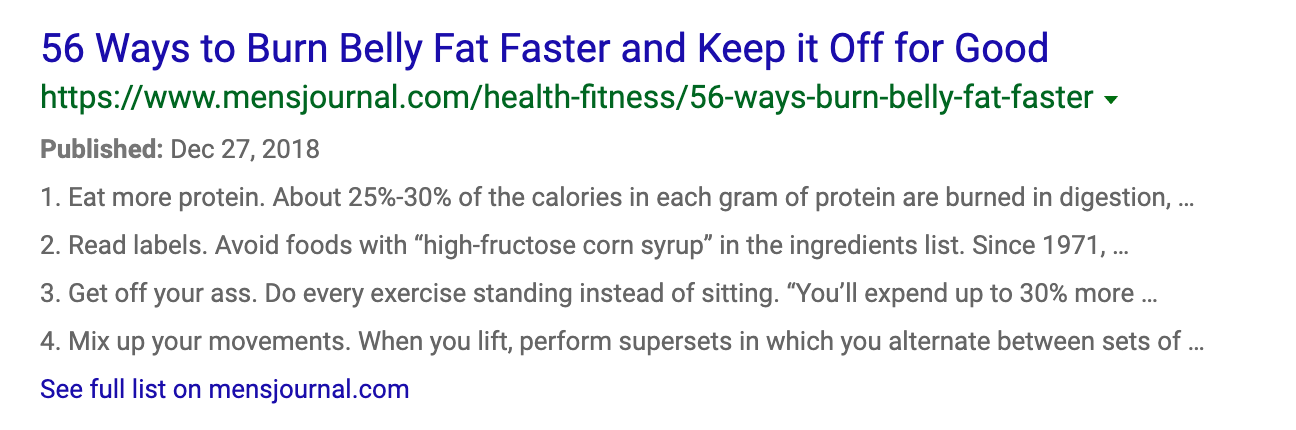 56 Ways to Burn Belly Fat Faster and Keep it Off for Good
https://www.mensjournal.com/health-fitness/56-ways-burn-belly-fat-faster
Published: Dec 27, 2018
1. Eat more protein. About 25%-30% of the calories in each gram of protein are burned in digestion, ...
2. Read labels. Avoid foods with “high-fructose corn syrup” in the ingredients list. Since 1971, ...
3. Get off your ass. Do every exercise standing instead of sitting. “You’ll expend up to 30% more ...
4. Mix up your movements. When you lift, perform supersets in which you alternate between sets of ...
See full list on mensjournal.com